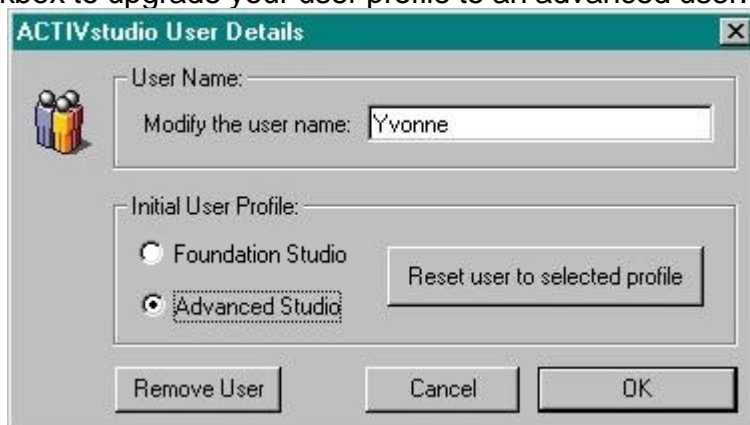 kbox to upgrade your user profile to an advanced user.
ACTIVstudio User Details
User Name:
Modify the user name: Yvonne
Initial User Profile:
Foundation Studio
Advanced Studio
Reset user to selected profile
Remove User Cancel OK